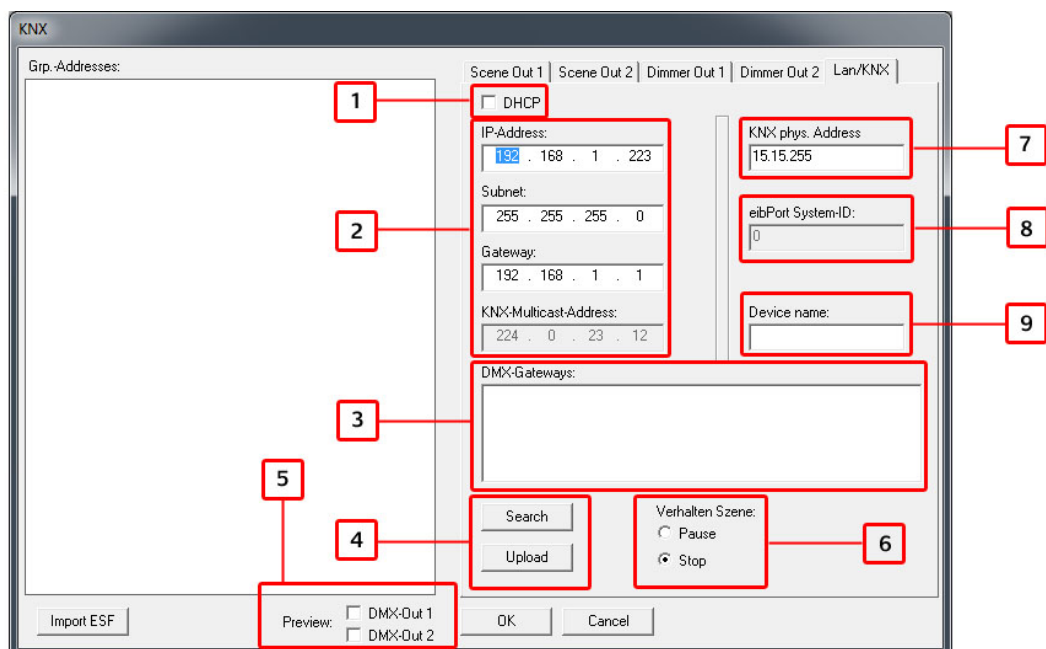 KNX
Grp.-Addresses:
Scene Out 1 Scene Out 2 Dimmer Out 1 Dimmer Out 2 Lan/KNX
1
DHCP
IP-Address:
192 . 168 . 1 . 223
Subnet:
255 . 255 . 255 . 0
2
Gateway:
192 . 168 . 1 . 1
KNX-Multicast-Address:
224 . 0 . 23 . 12
KNX phys. Address
15.15.255
7
eibPort System-ID:
0
8
Device name:
9
DMX-Gateways:
3
5
4
Search
Upload
Verhalten Szene:
Pause
Stop
6
Import ESF
Preview:
DMX-Out 1
DMX-Out 2
OK
Cancel